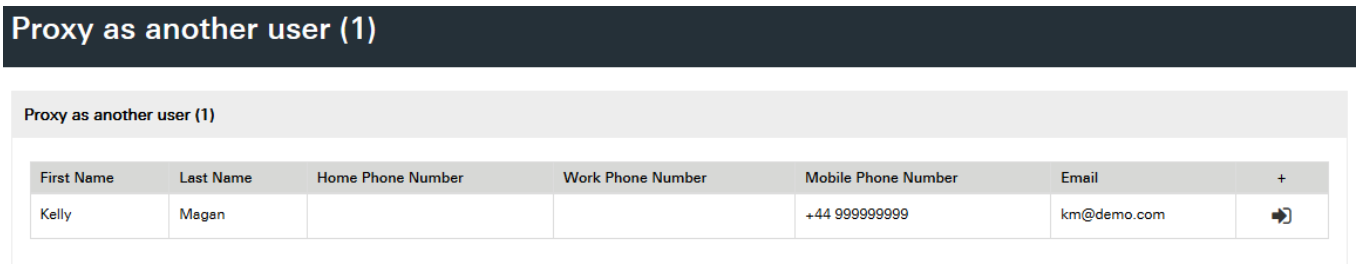 Proxy as another user (1)
Proxy as another user (1)
First Name Last Name Home Phone Number Work Phone Number Mobile Phone Number Email +
Kelly Magan +44 999999999 km@demo.com